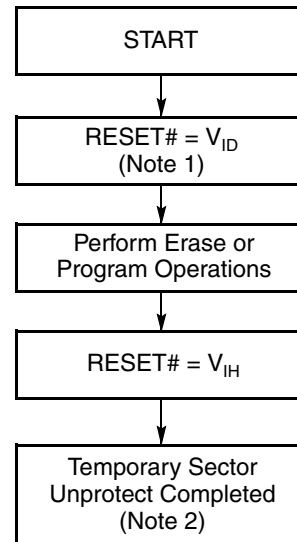 START
RESET# = V_ID
(Note 1)
Perform Erase or
Program Operations
RESET# = V_IH
Temporary Sector
Unprotect Completed
(Note 2)